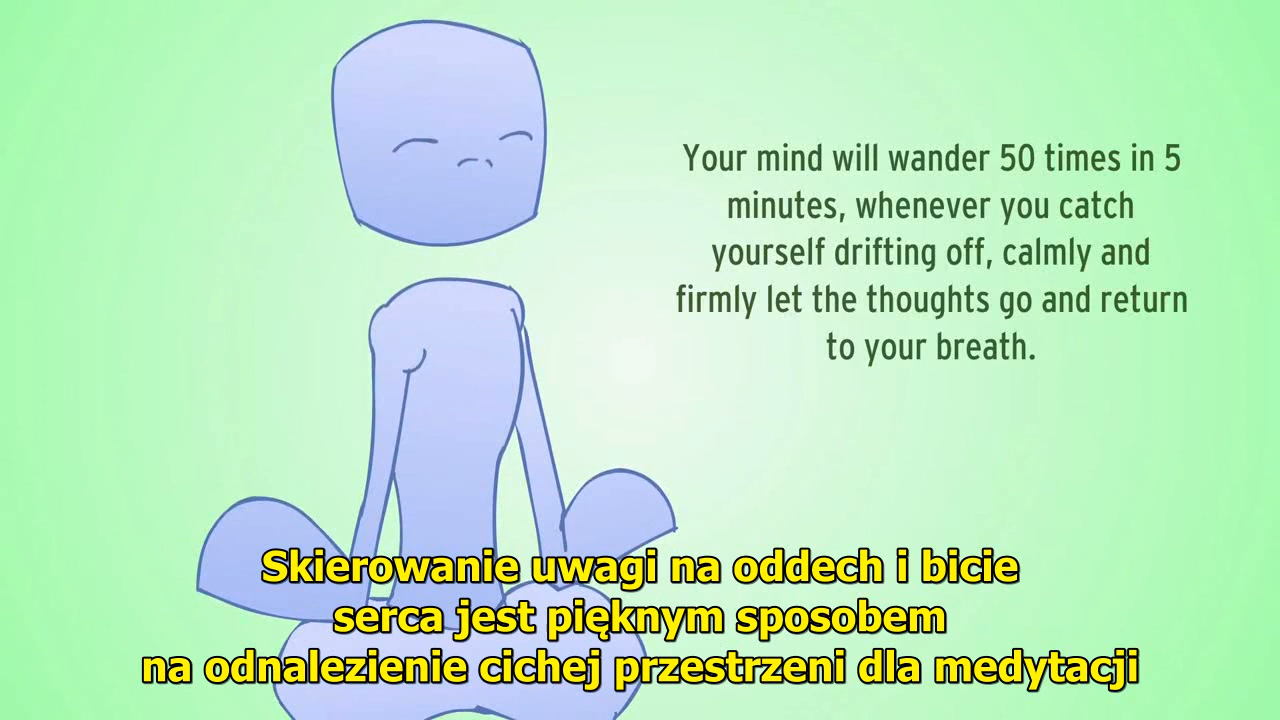 Your mind will wander 50 times in 5
minutes, whenever you catch
yourself drifting off, calmly and
firmly let the thoughts go and return
to your breath.
Skierowanie uwagi na oddech i bicie
serca jest pięknym sposobem
na odnalezienie cichej przestrzeni dla medytacji